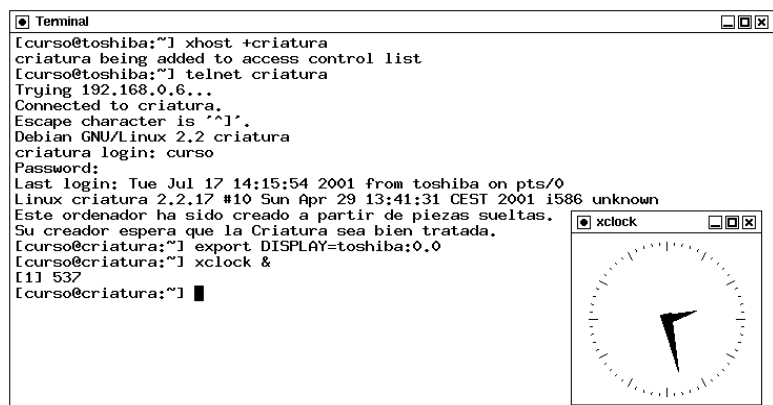 Terminal
[curso@toshiba:~] xhost +criatura
criatura being added to access control list
[curso@toshiba:~] telnet criatura
Trying 192.168.0.6...
Connected to criatura.
Escape character is '^]'.
Debian GNU/Linux 2.2 criatura
criatura login: curso
Password:
Last login: Tue Jul 17 14:15:54 2001 from toshiba on pts/0
Linux criatura 2.2.17 #10 Sun Apr 29 13:41:31 CEST 2001 i586 unknown
Este ordenador ha sido creado a partir de piezas sueltas.
Su creador espera que la Criatura sea bien tratada.
[curso@criatura:~] export DISPLAY=toshiba:0.0
[curso@criatura:~] xclock &
[1] 537
[curso@criatura:~]
xclock